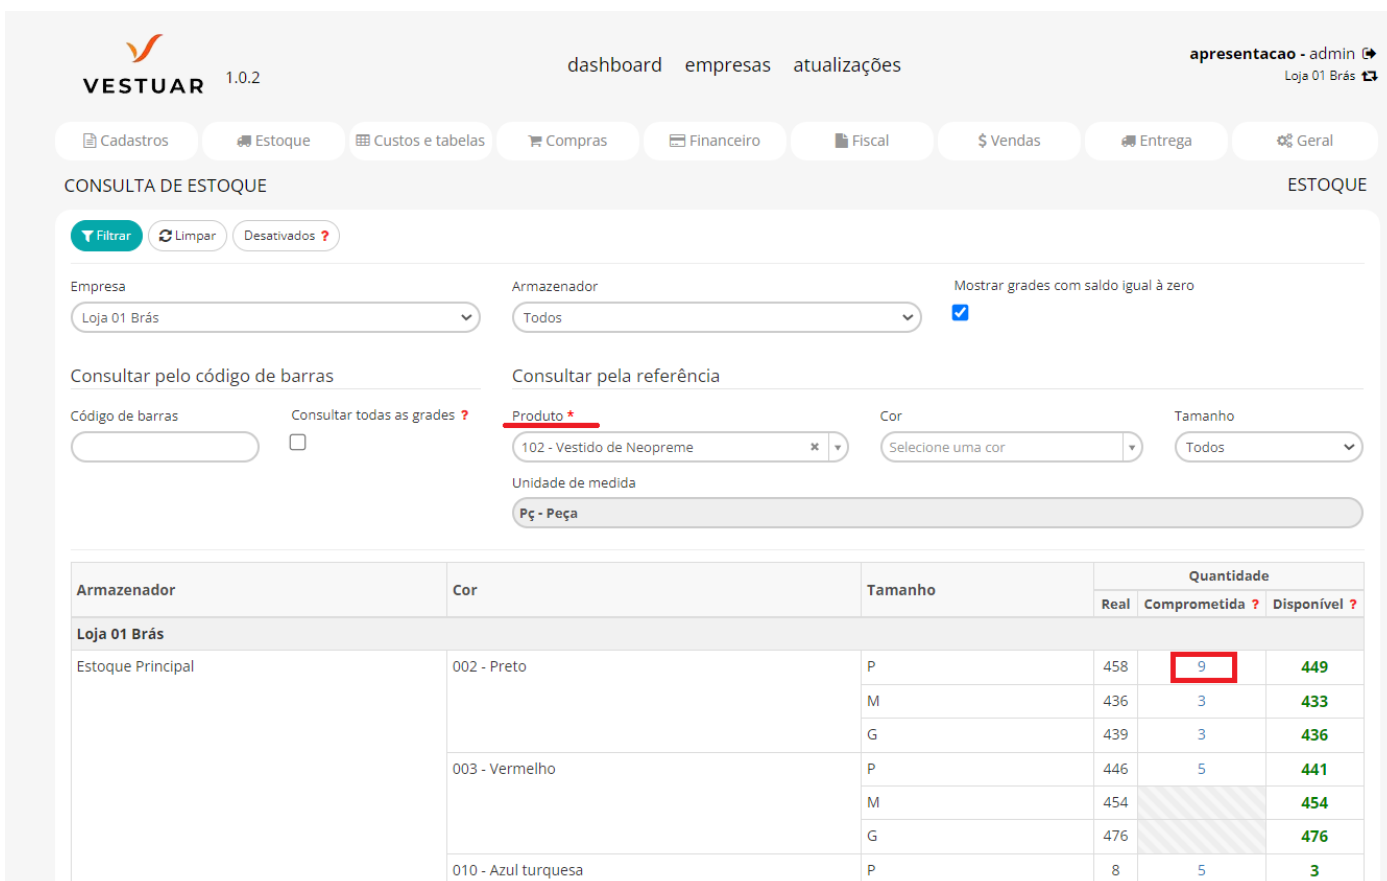 VESTUAR 1.0.2
dashboard empresas atualizações
apresentacao - admin
Loja 01 Brás
Cadastros Estoque Custos e tabelas Compras Financeiro Fiscal $ Vendas Entrega Geral
CONSULTA DE ESTOQUE ESTOQUE
Filtrar Limpar Desativados ?
Empresa Armazenador Mostrar grades com saldo igual à zero
Loja 01 Brás Todos
Consultar pelo código de barras Consultar pela referência
Código de barras Consultar todas as grades ? Produto * Cor Tamanho
102 - Vestido de Neopreme × Selecione uma cor Todos
Unidade de medida
Pç - Peça
Armazenador Cor Tamanho Quantidade
Real Comprometida ? Disponível ?
Loja 01 Brás
Estoque Principal 002 - Preto P 458 9 449
M 436 3 433
G 439 3 436
003 - Vermelho P 446 5 441
M 454 454
G 476 476
010 - Azul turquesa P 8 5 3